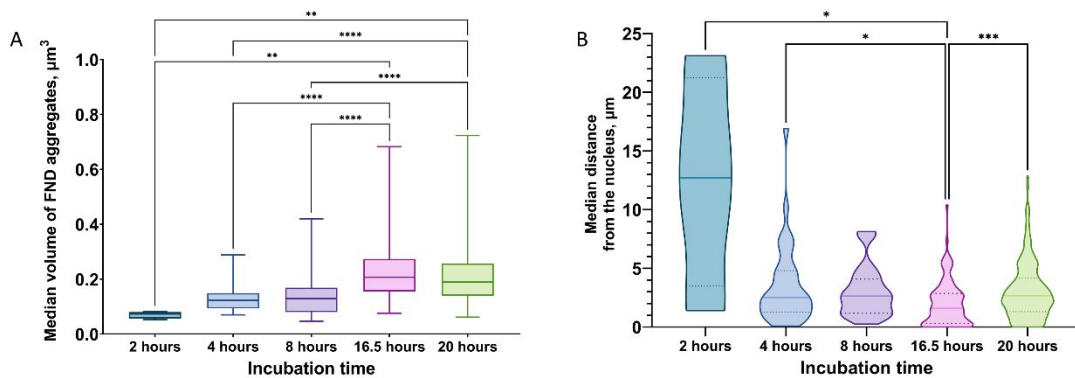 A
Median volume of FND aggregates, µm³
1.0
0.8
0.6
0.4
0.2
0.0
**
****
**
****
****
****
2 hours 4 hours 8 hours 16.5 hours 20 hours
Incubation time
B
Median distance
from the nucleus, µm
25
20
15
10
5
0
*
*
***
2 hours 4 hours 8 hours 16.5 hours 20 hours
Incubation time